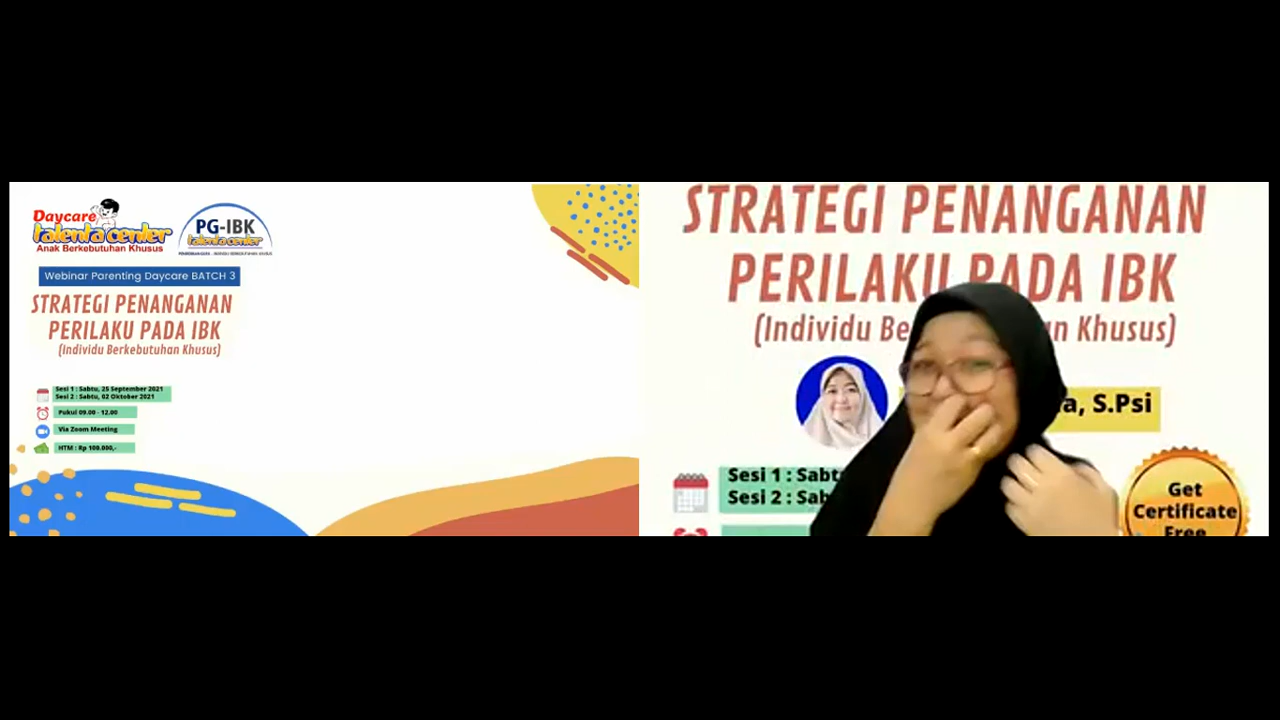 Daycare
talenta center
Anak Berkebutuhan Khusus
PG-IBK
talenta center
Webinar Parenting Daycare BATCH 3
STRATEGI PENANGANAN
PERILAKU PADA IBK
(Individu Berkebutuhan Khusus)
Sesi 1 : Sabtu, 25 September 2021
Sesi 2 : Sabtu, 02 Oktober 2021
Pukul 09.00 - 12.00
Via Zoom Meeting
HTM : Rp 100.000,-
STRATEGI PENANGANAN
PERILAKU PADA IBK
(Individu Be an Khusus)
a, S.Psi
Sesi 1 : Sabt
Sesi 2 : Sab
Get
Certificate
Free